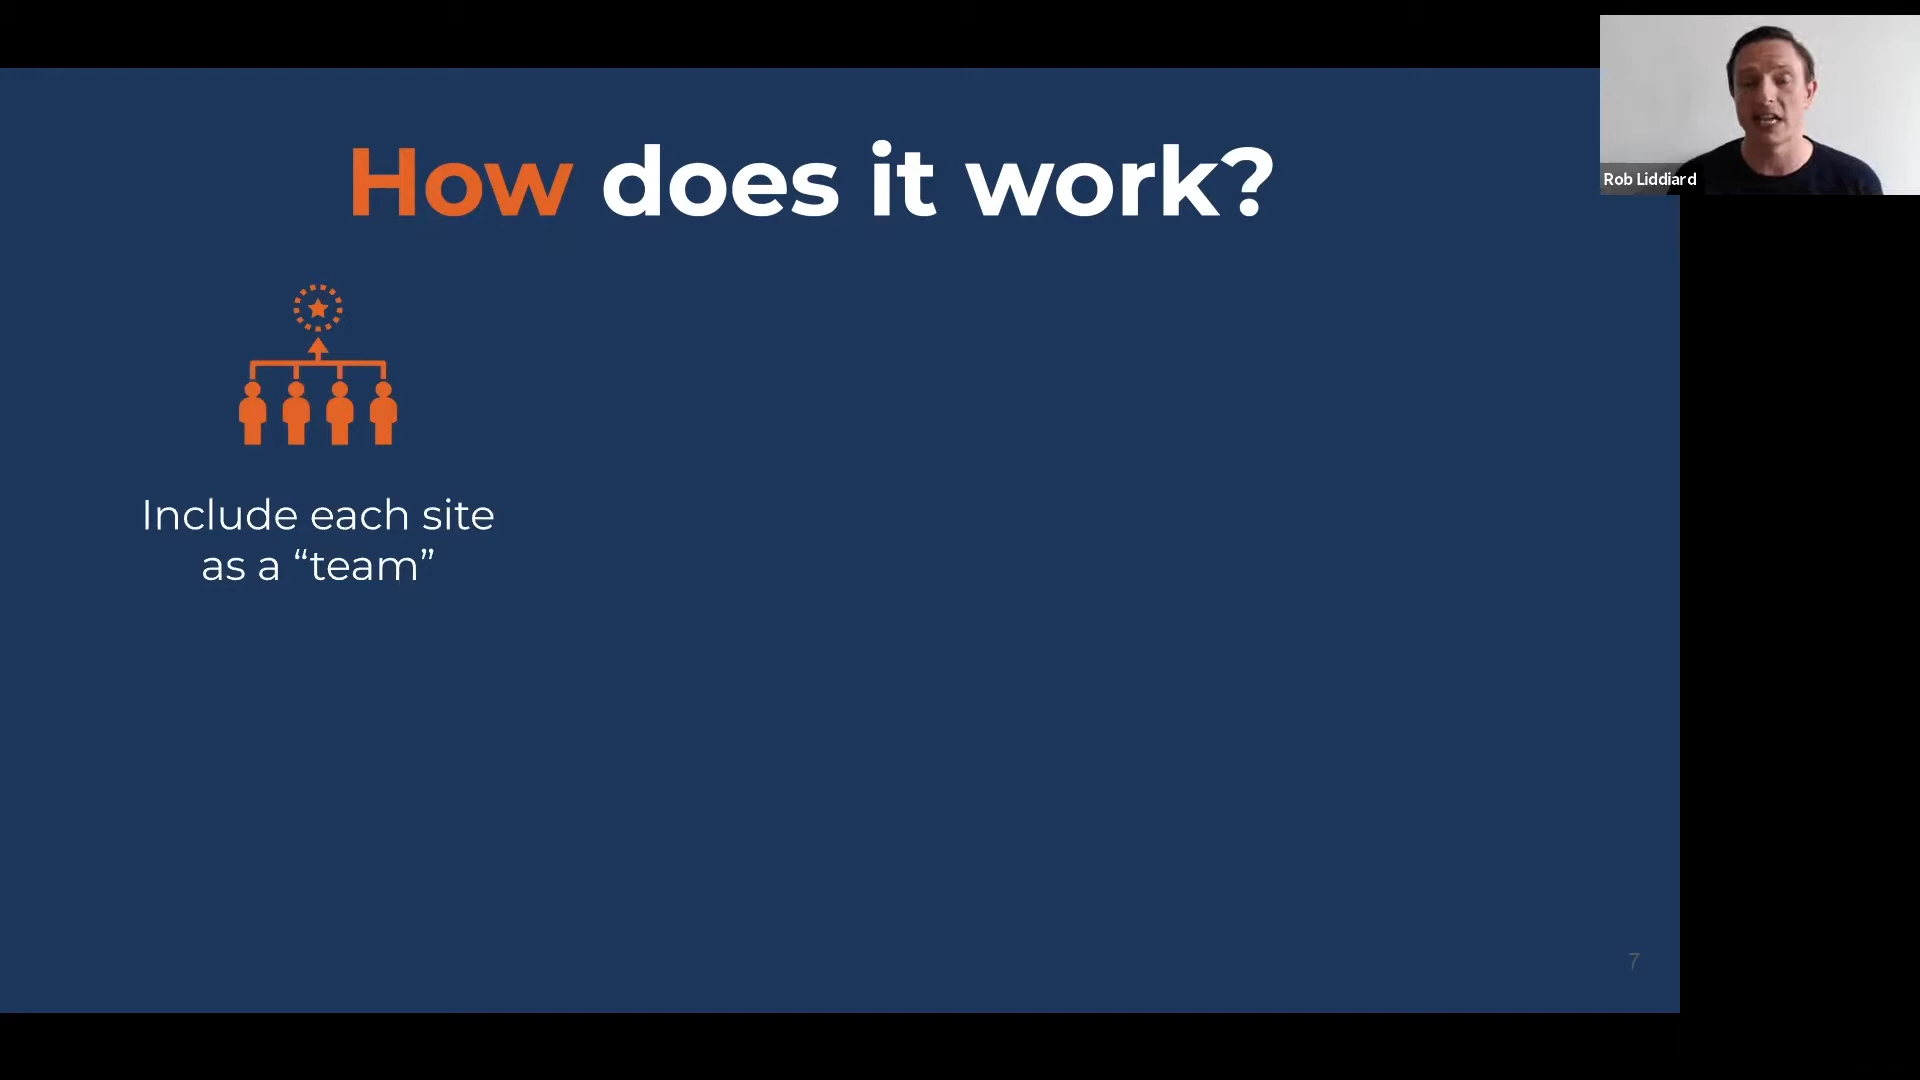 How does it work?
Rob Liddiard
Include each site
as a “team”
7